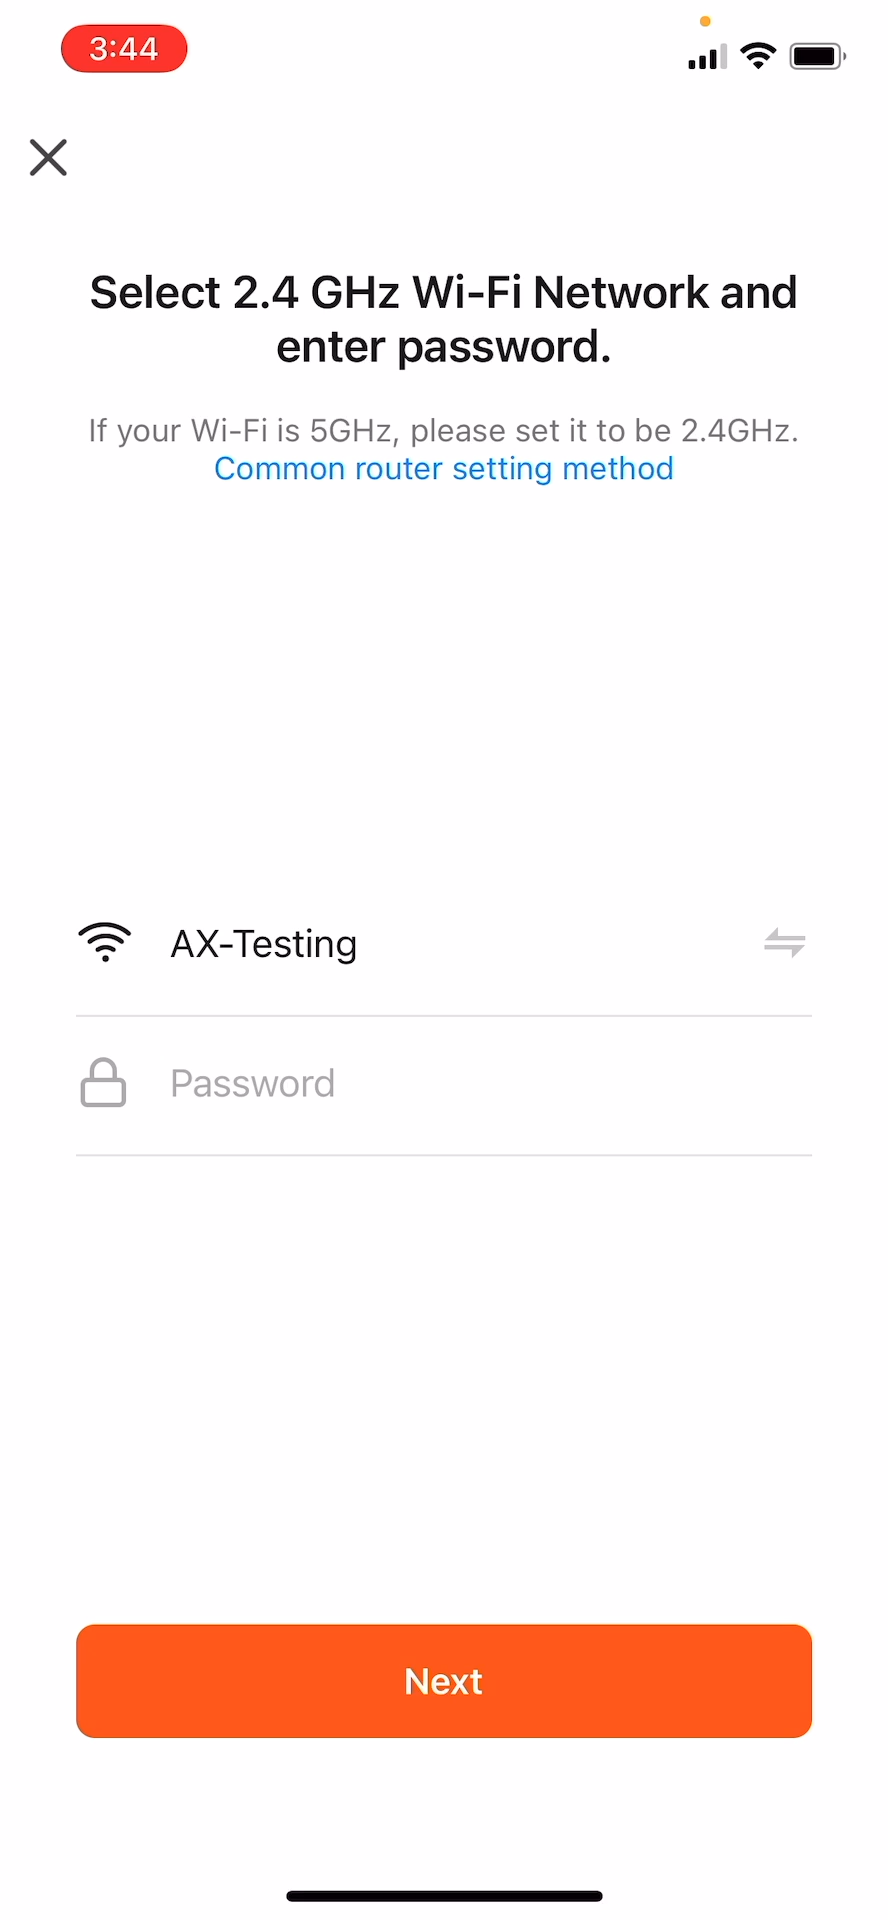 3:44
Select 2.4 GHz Wi-Fi Network and
enter password.
If your Wi-Fi is 5GHz, please set it to be 2.4GHz.
Common router setting method
AX-Testing
Password
Next